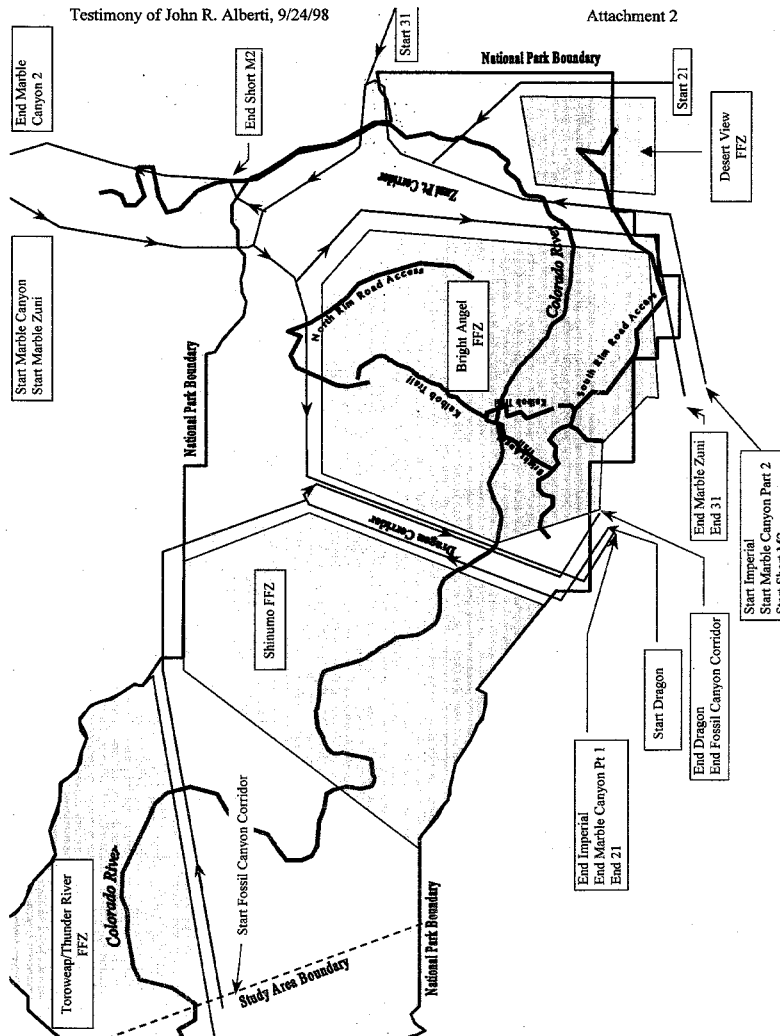 Testimony of John R. Alberti, 9/24/98
Attachment 2
End Marble
Canyon 2
End Short M2
Start 31
National Park Boundary
Start 21
Desert View
FFZ
Start Marble Canyon
Start Marble Zuni
Zuni Pt. Corridor
Colorado River
North Rim Road Access
Bright Angel
FFZ
Kaibob Trail
Kaibob Trail
South Rim Road Access
National Park Boundary
Dragon Corridor
End Marble Zuni
End 31
Start Imperial
Start Marble Canyon Part 2
Shinumo FFZ
Start Dragon
End Dragon
End Fossil Canyon Corridor
End Imperial
End Marble Canyon Pt 1
End 21
Toroweap/Thunder River
FFZ
Colorado River
Start Fossil Canyon Corridor
Study Area Boundary
National Park Boundary